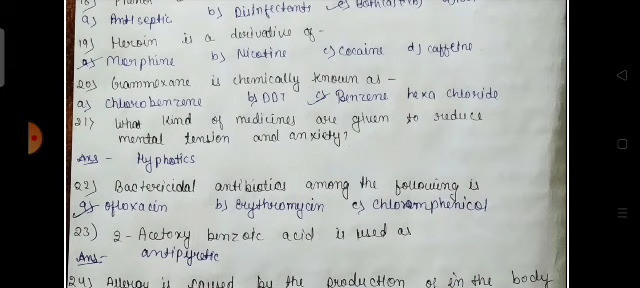 a) Antiseptic b) Disinfectants c) Both (a & b)
19) Heroin is a derivative of -
a) Morphine b) Nicotine c) Cocaine d) caffeine
20) Grammoxane is chemically known as -
a) chlorobenzene b) DDT c) Benzene hexa chloride
21) What kind of medicines are given to reduce
mental tension and anxiety?
Ans - Hyphotics
22) Bactericidal antibiotics among the following is
a) ofloxacin b) Erythromycin c) Chloramphenicol
23) 2 - Acetoxy benzoic acid is used as
Ans - antipyretic
24) Allergy is caused by the production of in the body